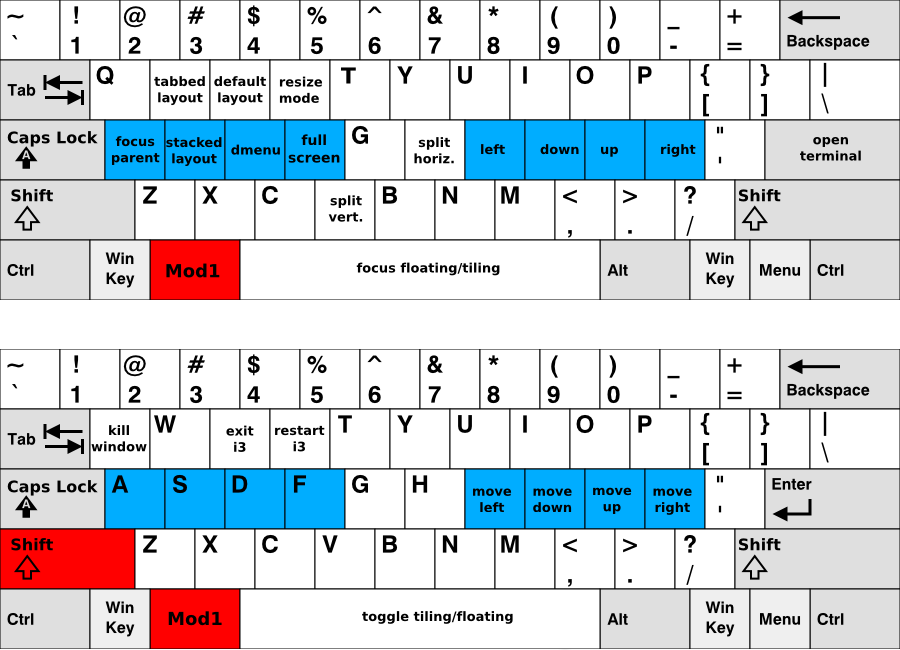 ~ ! @ # $ % ^ & * ( ) _ +
` 1 2 3 4 5 6 7 8 9 0 - = Backspace
Tab Q tabbed layout default layout resize mode T Y U I O P { } |
[ ] \
Caps Lock focus parent stacked layout dmenu full screen G split horiz. left down up right " open terminal
A '
Shift Z X C split vert. B N M < > ? Shift
, . /
Ctrl Win Key Mod1 focus floating/tiling Alt Win Key Menu Ctrl
~ ! @ # $ % ^ & * ( ) _ +
` 1 2 3 4 5 6 7 8 9 0 - = Backspace
Tab kill window W exit i3 restart i3 T Y U I O P { } |
[ ] \
Caps Lock A S D F G H move left move down move up move right " Enter
A '
Shift Z X C V B N M < > ? Shift
, . /
Ctrl Win Key Mod1 toggle tiling/floating Alt Win Key Menu Ctrl